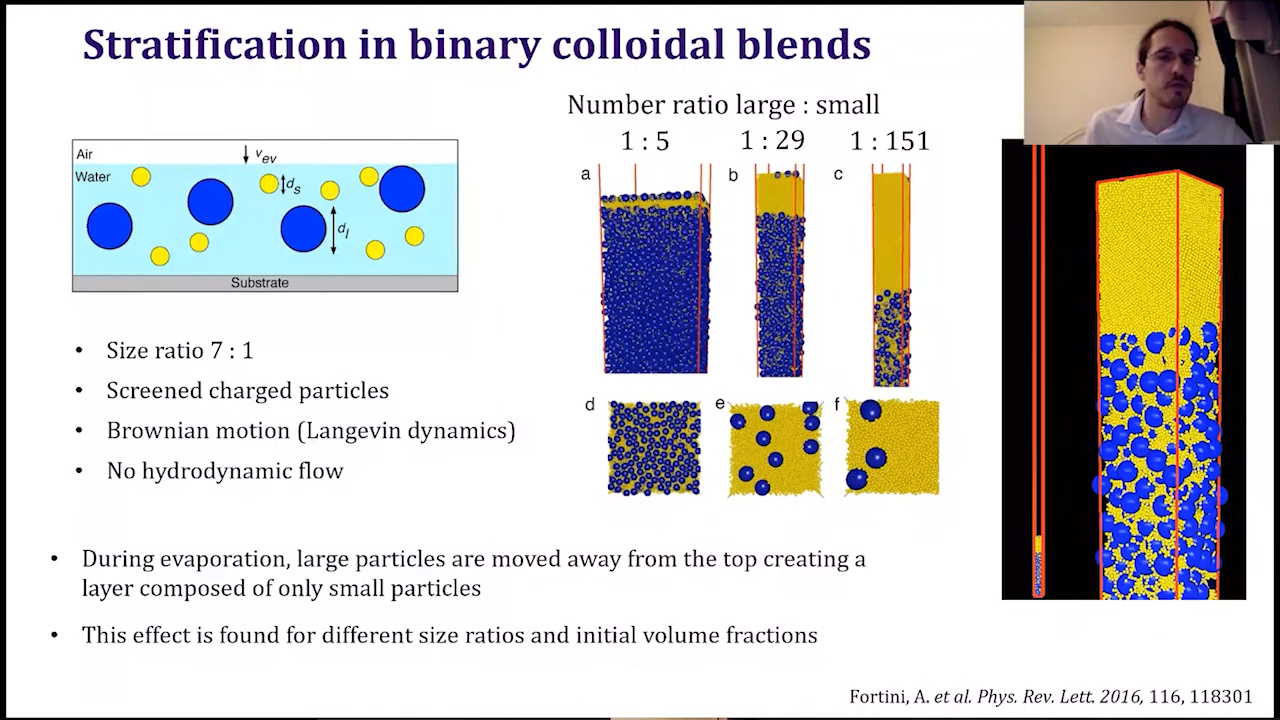 Stratification in binary colloidal blends
Number ratio large : small
1 : 5
1 : 29
1 : 151
Air
Water
v_ev
d_s
d_l
Substrate
a
b
c
d
e
f
• Size ratio 7 : 1
• Screened charged particles
• Brownian motion (Langevin dynamics)
• No hydrodynamic flow
• During evaporation, large particles are moved away from the top creating a
layer composed of only small particles
• This effect is found for different size ratios and initial volume fractions
Fortini, A. et al. Phys. Rev. Lett. 2016, 116, 118301